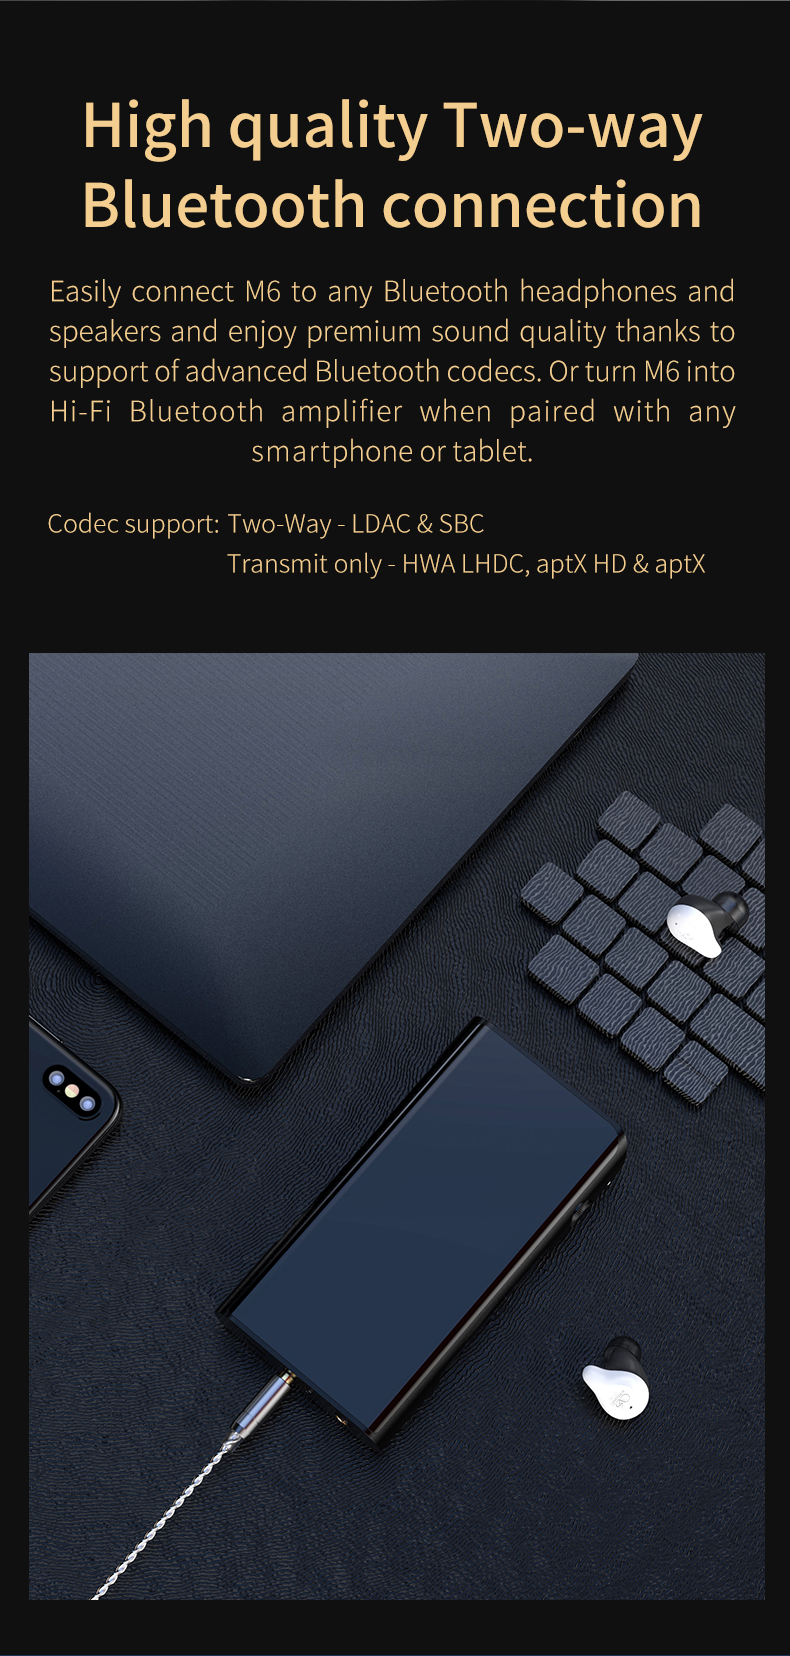 High quality Two-way
Bluetooth connection
Easily connect M6 to any Bluetooth headphones and
speakers and enjoy premium sound quality thanks to
support of advanced Bluetooth codecs. Or turn M6 into
Hi-Fi Bluetooth amplifier when paired with any
smartphone or tablet.
Codec support: Two-Way - LDAC & SBC
Transmit only - HWA LHDC, aptX HD & aptX